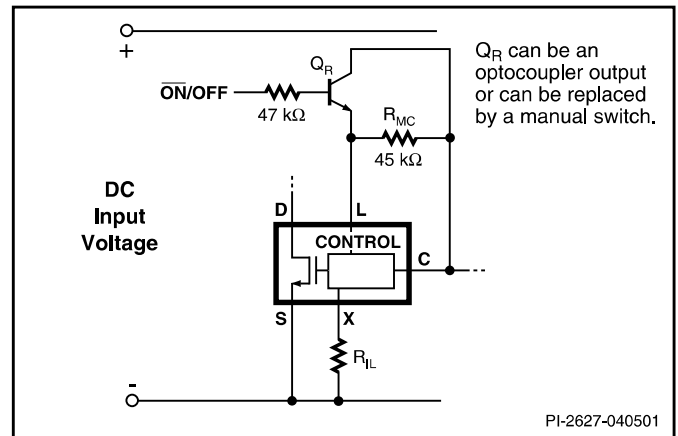 +
Q_R can be an
optocoupler output
or can be replaced
by a manual switch.
Q_R
O̅N̅/OFF
47 kΩ
R_MC
45 kΩ
DC
Input
Voltage
D
L
CONTROL
C
S
X
R_IL
-
PI-2627-040501